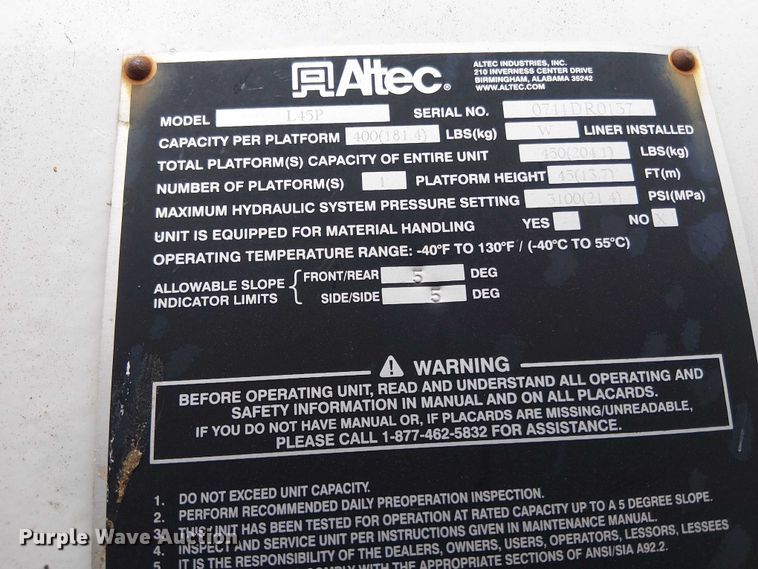 Altec®
ALTEC INDUSTRIES, INC.
210 INVERNESS CENTER DRIVE
BIRMINGHAM, ALABAMA 35242
WWW.ALTEC.COM
MODEL L45P SERIAL NO. 0711DR0137
CAPACITY PER PLATFORM 400(181.4) LBS(kg) W LINER INSTALLED
TOTAL PLATFORM(S) CAPACITY OF ENTIRE UNIT 450(204.1) LBS(kg)
NUMBER OF PLATFORM(S) 1 PLATFORM HEIGHT 45(13.7) FT(m)
MAXIMUM HYDRAULIC SYSTEM PRESSURE SETTING 3100(21.4) PSI(MPa)
UNIT IS EQUIPPED FOR MATERIAL HANDLING YES NO X
OPERATING TEMPERATURE RANGE: -40°F TO 130°F / (-40°C TO 55°C)
ALLOWABLE SLOPE INDICATOR LIMITS { FRONT/REAR 5 DEG
SIDE/SIDE 5 DEG
WARNING
BEFORE OPERATING UNIT, READ AND UNDERSTAND ALL OPERATING AND
SAFETY INFORMATION IN MANUAL AND ON ALL PLACARDS.
IF YOU DO NOT HAVE MANUAL OR, IF PLACARDS ARE MISSING/UNREADABLE,
PLEASE CALL 1-877-462-5832 FOR ASSISTANCE.
1. DO NOT EXCEED UNIT CAPACITY.
2. PERFORM RECOMMENDED DAILY PREOPERATION INSPECTION.
3. THIS UNIT HAS BEEN TESTED FOR OPERATION AT RATED CAPACITY UP TO A 5 DEGREE SLOPE.
4. INSPECT AND SERVICE UNIT PER INSTRUCTIONS GIVEN IN MAINTENANCE MANUAL.
5. IT IS THE RESPONSIBILITY OF THE DEALERS, OWNERS, USERS, OPERATORS, LESSORS, LESSEES
COMPLY WITH THE APPROPRIATE SECTIONS OF ANSI/SIA A92.2.
Purple Wave Auction